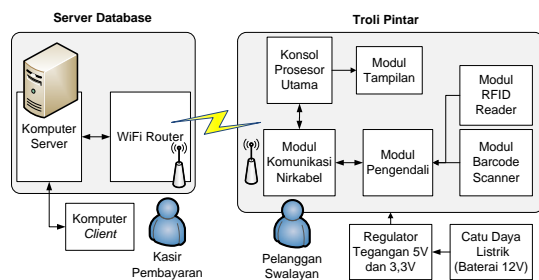 Server Database
Komputer
Server
WiFi Router
Komputer
Client
Kasir
Pembayaran
Troli Pintar
Konsol
Prosesor
Utama
Modul
Tampilan
Modul
RFID
Reader
Modul
Komunikasi
Nirkabel
Modul
Pengendali
Modul
Barcode
Scanner
Pelanggan
Swalayan
Regulator
Tegangan 5V
dan 3,3V
Catu Daya
Listrik
(Baterai 12V)